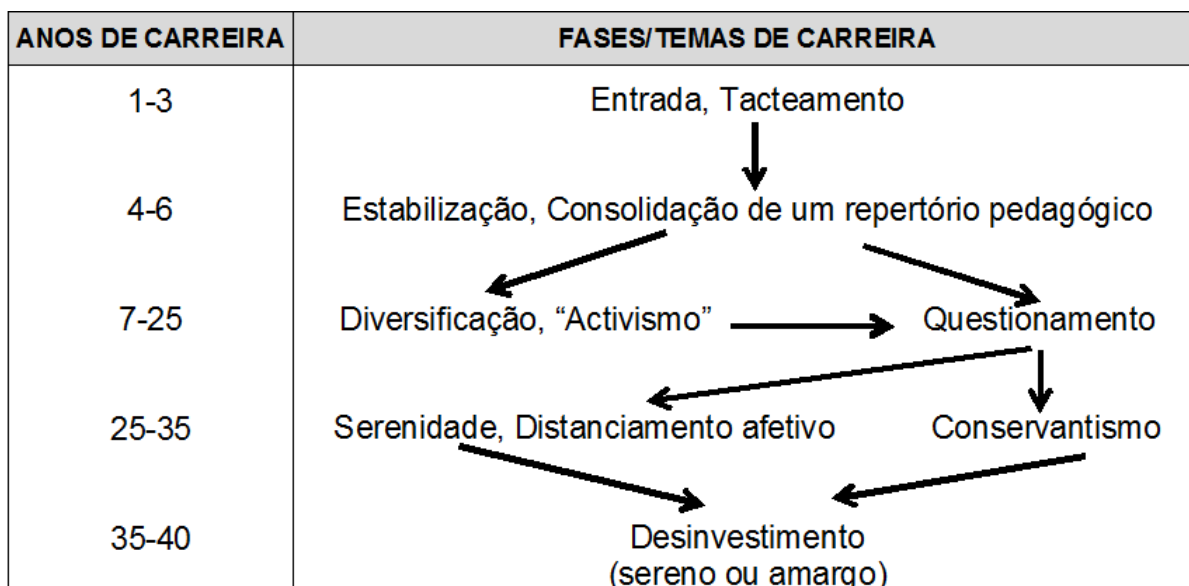 ANOS DE CARREIRA FASES/TEMAS DE CARREIRA
1-3 Entrada, Tacteamento
4-6 Estabilização, Consolidação de um repertório pedagógico
7-25 Diversificação, “Activismo” Questionamento
25-35 Serenidade, Distanciamento afetivo Conservantismo
35-40 Desinvestimento
(sereno ou amargo)